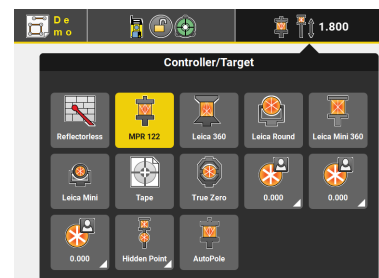 De
mo
1.800
Controller/Target
Reflectorless
MPR 122
Leica 360
Leica Round
Leica Mini 360
Leica Mini
Tape
True Zero
0.000
0.000
0.000
Hidden Point
AutoPole